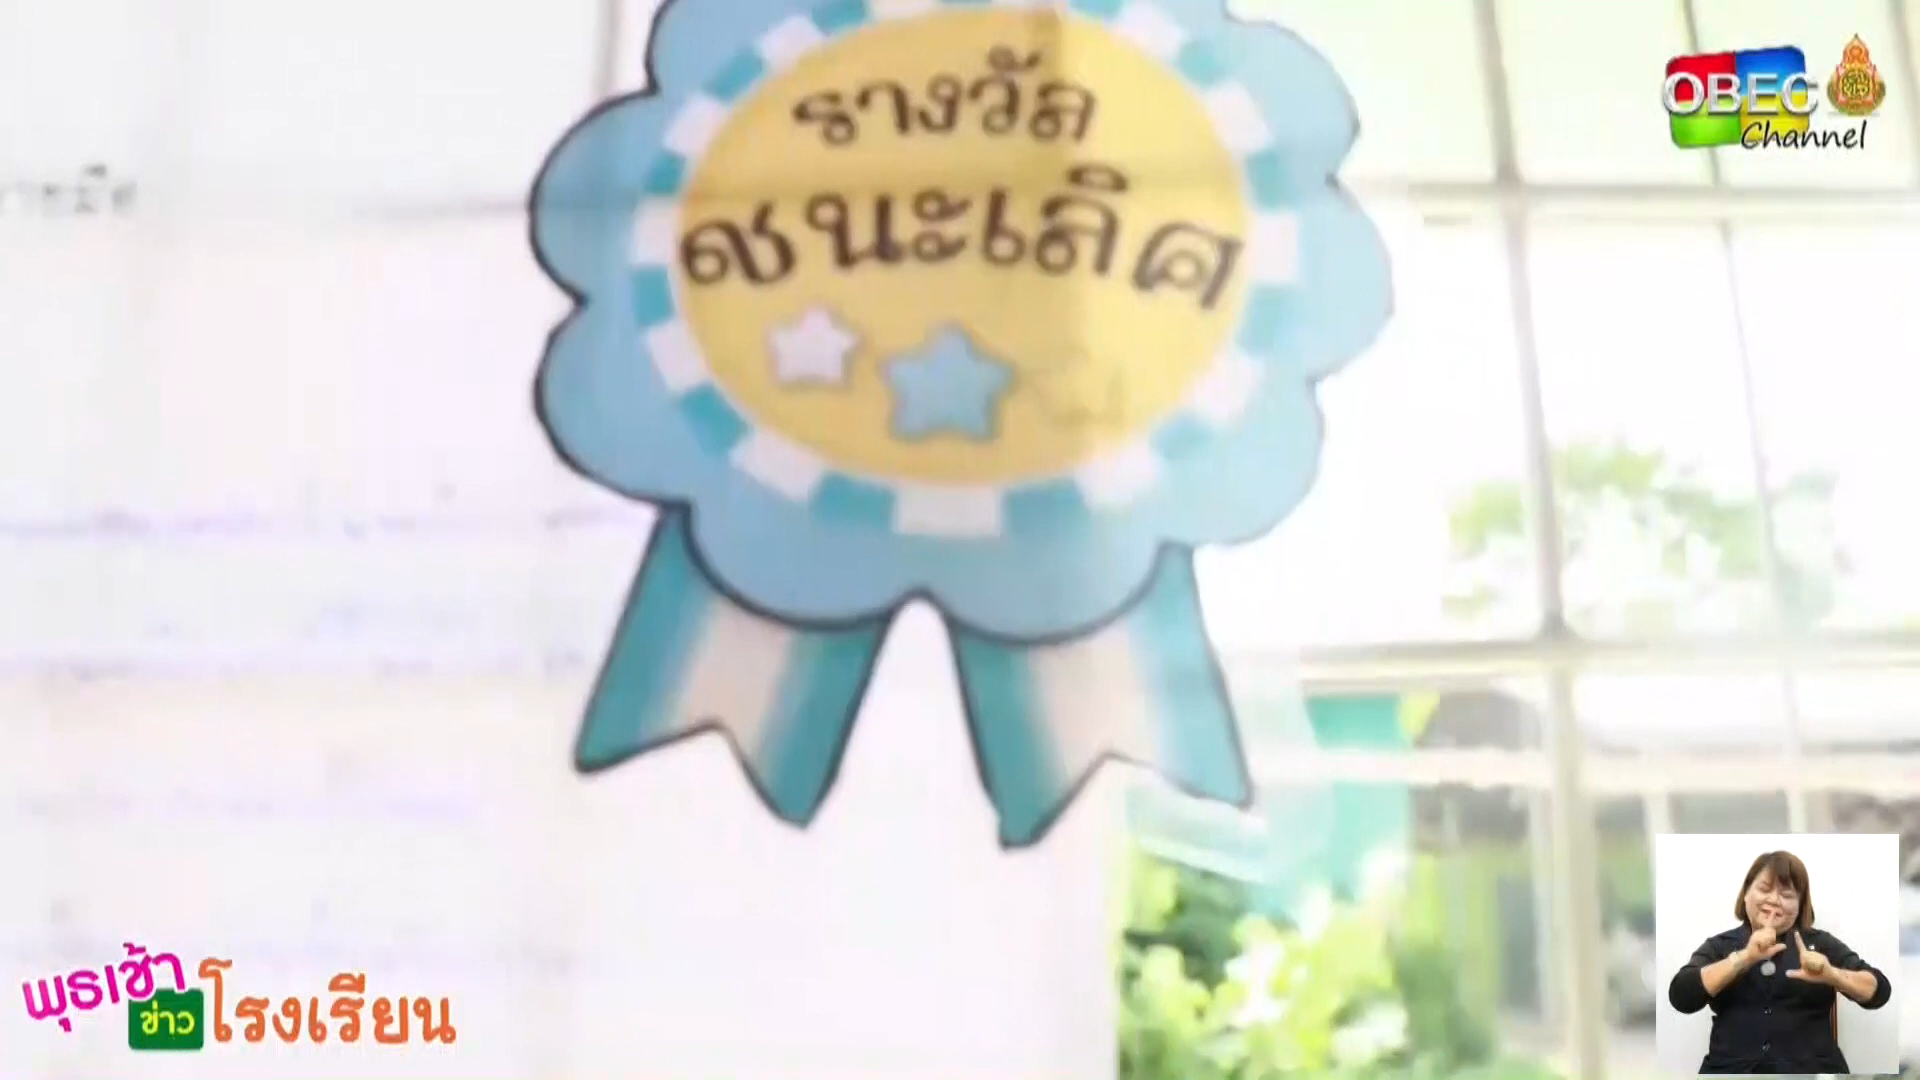 รางวัล
ชนะเลิศ
OBEC
Channel
พุธเช้า
ข่าว
โรงเรียน